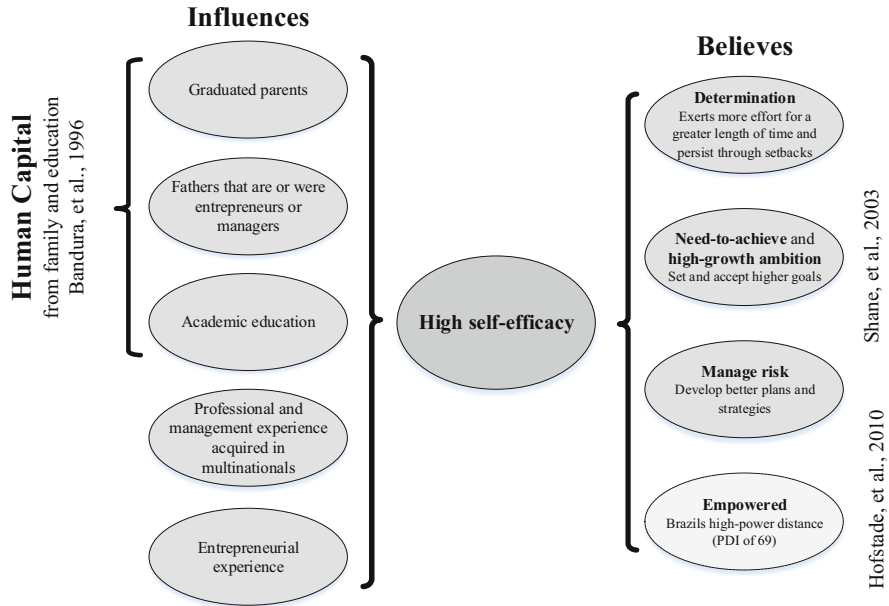 Influences
Human Capital
from family and education
Bandura, et al., 1996
Graduated parents
Fathers that are or were
entrepreneurs or
managers
Academic education
Professional and
management experience
acquired in
multinationals
Entrepreneurial
experience
High self-efficacy
Believes
Determination
Exerts more effort for a
greater length of time and
persist through setbacks
Need-to-achieve and
high-growth ambition
Set and accept higher goals
Manage risk
Develop better plans and
strategies
Empowered
Brazils high-power distance
(PDI of 69)
Shane, et al., 2003
Hofstade, et al., 2010